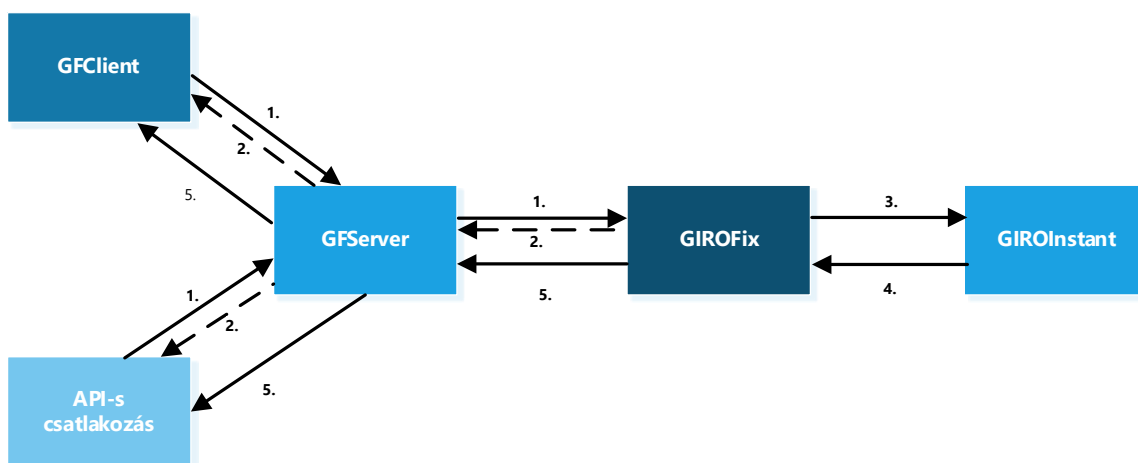 GFClient
1.
2.
5.
GFServer
1.
2.
5.
GIROFix
3.
4.
GIROInstant
1.
2.
5.
API-s
csatlakozás